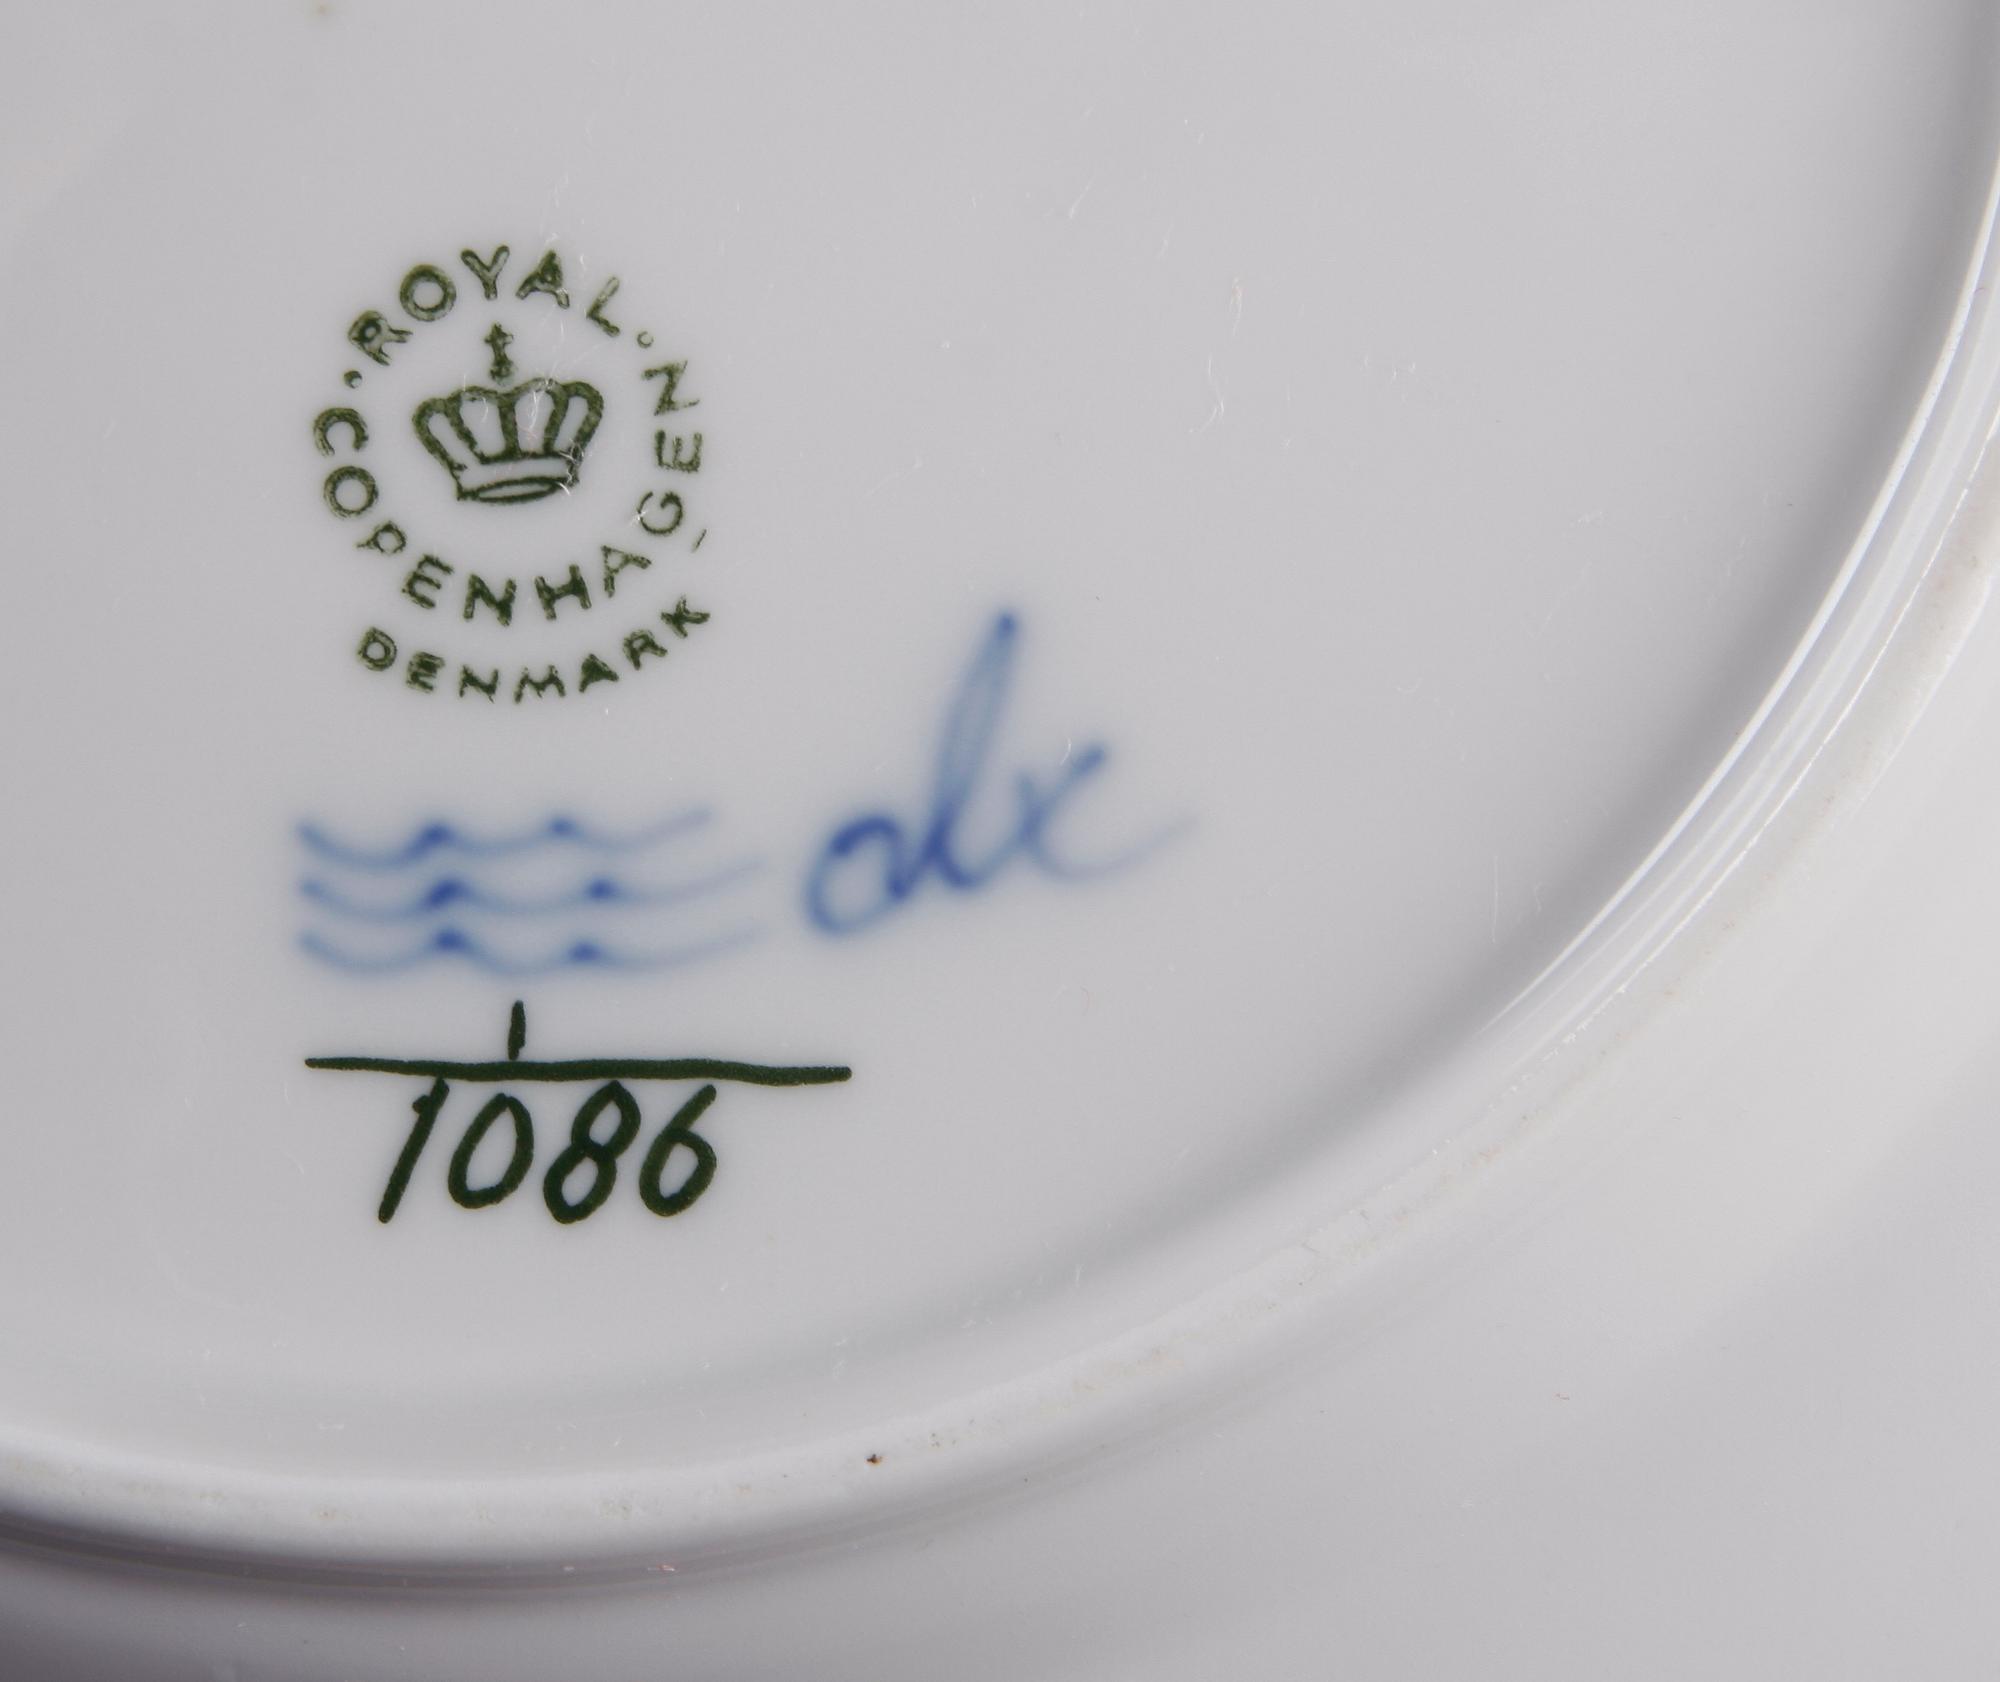 ROYAL · COPENHAGEN ·
DENMARK
1
1086